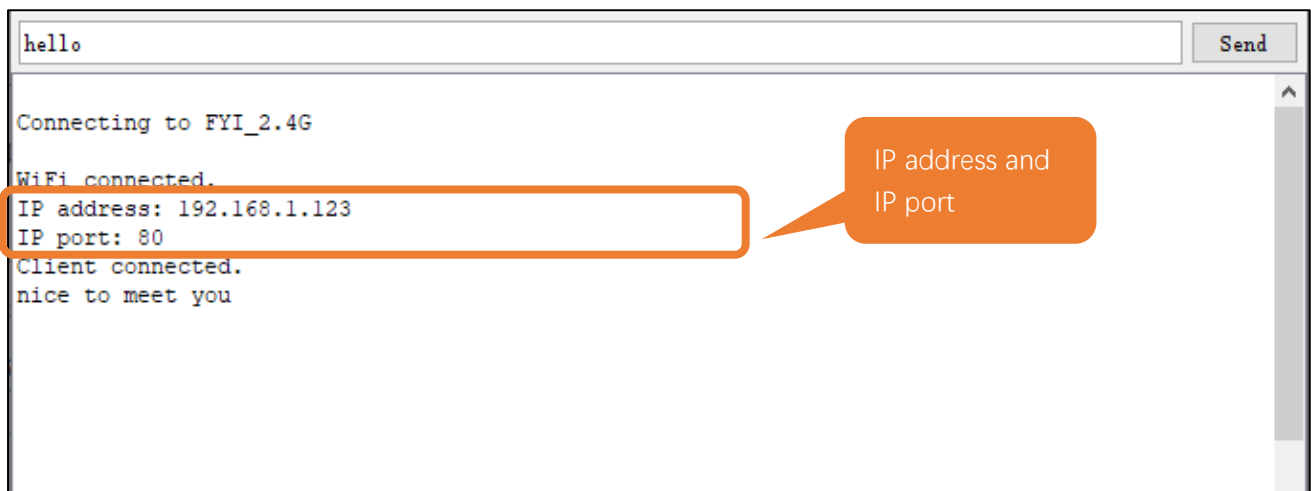 hello
Send
Connecting to FYI_2.4G
WiFi connected.
IP address: 192.168.1.123
IP port: 80
Client connected.
nice to meet you
IP address and
IP port